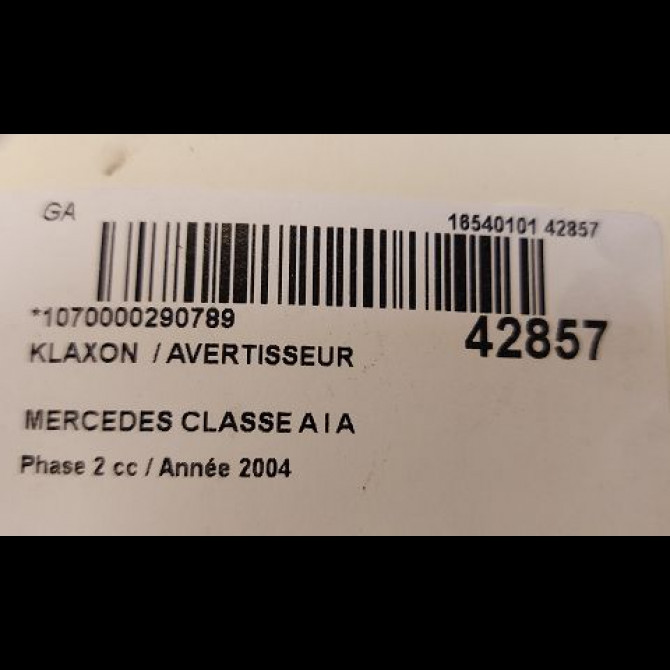 GA
16540101 42857
*1070000290789
42857
KLAXON / AVERTISSEUR
MERCEDES CLASSE A I A
Phase 2 cc / Année 2004